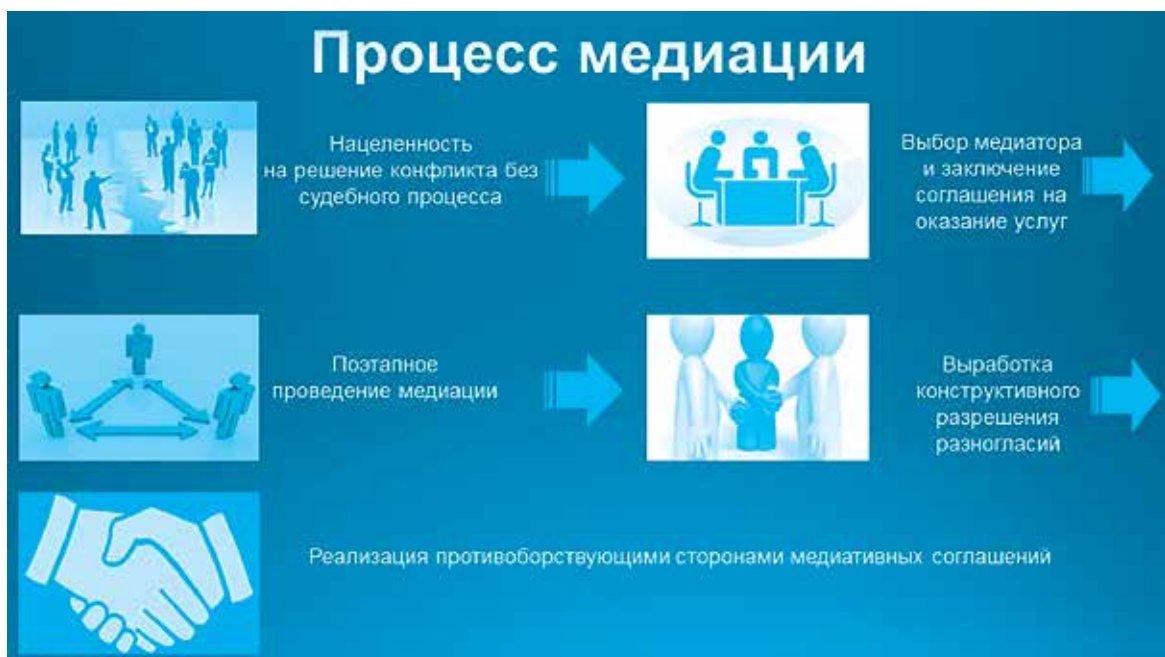 Процесс медиации
Нацеленность
на решение конфликта без
судебного процесса
Выбор медиатора
и заключение
соглашения на
оказание услуг
Поэтапное
проведение медиации
Выработка
конструктивного
разрешения
разногласий
Реализация противоборствующими сторонами медиативных соглашений